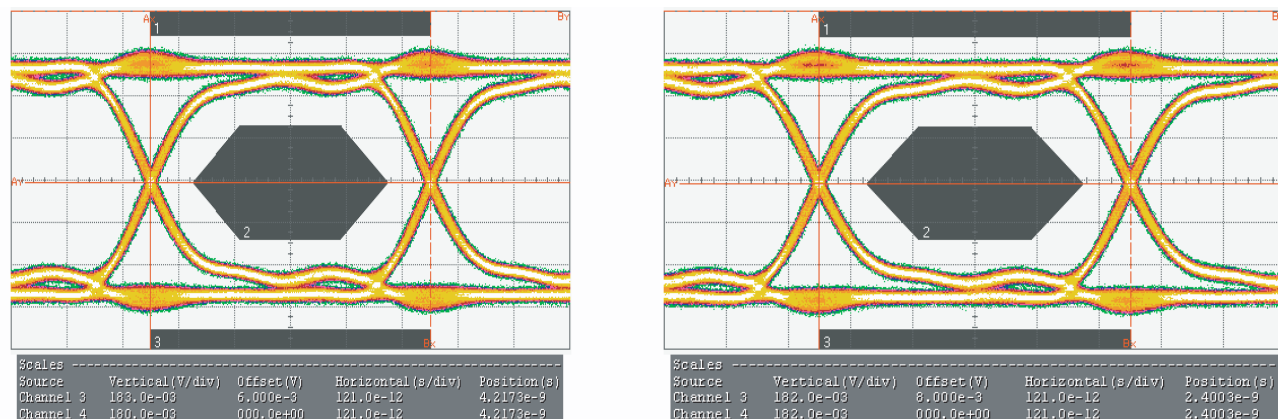 Ax
BY
1
AY
2
3
Bx
Scales
Source Vertical(V/div) Offset(V) Horizontal(s/div) Position(s)
Channel 3 183.0e-03 6.000e-3 121.0e-12 4.2173e-9
Channel 4 180.0e-03 000.0e+00 121.0e-12 4.2173e-9
Ax
1
AY
2
3
Bx
Scales
Source Vertical(V/div) Offset(V) Horizontal(s/div) Position(s)
Channel 3 182.0e-03 8.000e-3 121.0e-12 2.4003e-9
Channel 4 182.0e-03 000.0e+00 121.0e-12 2.4003e-9